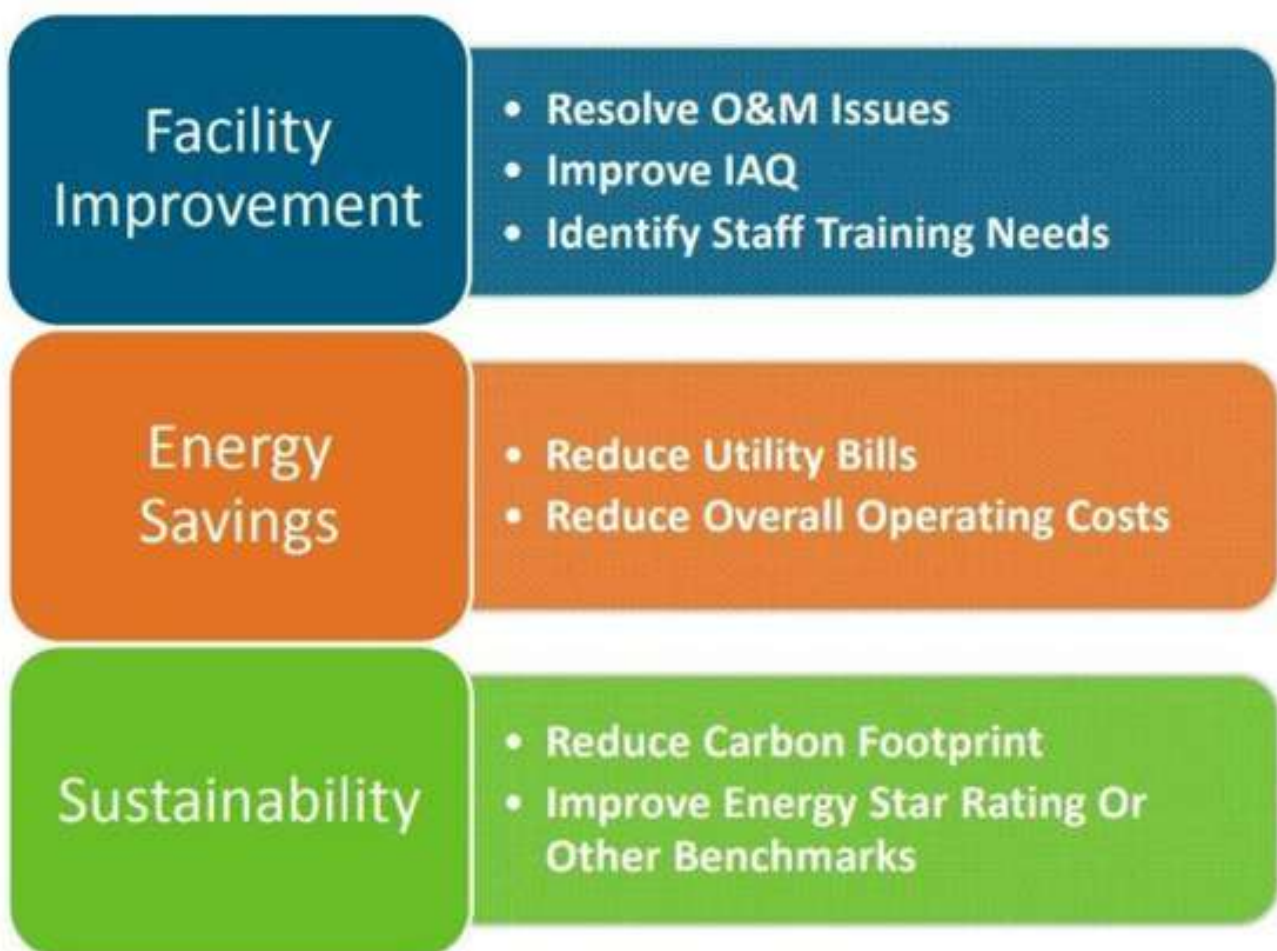 Facility
Improvement
• Resolve O&M Issues
• Improve IAQ
• Identify Staff Training Needs
Energy
Savings
• Reduce Utility Bills
• Reduce Overall Operating Costs
Sustainability
• Reduce Carbon Footprint
• Improve Energy Star Rating Or
Other Benchmarks